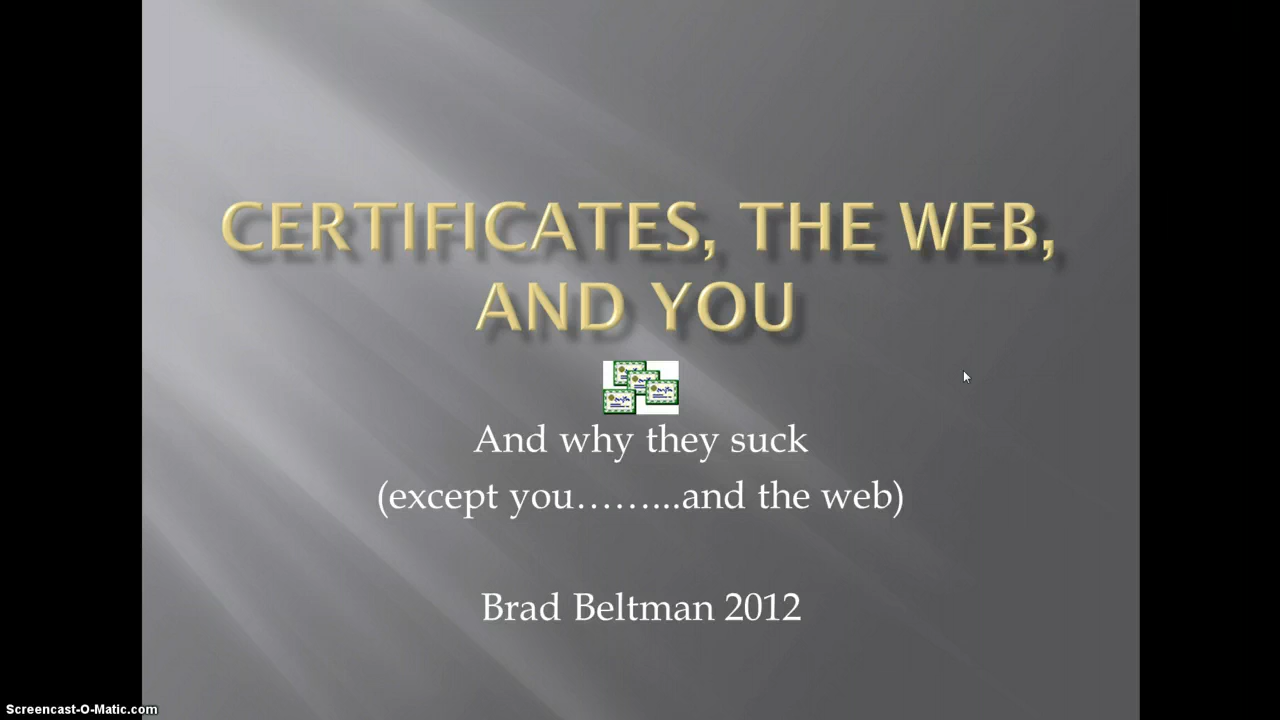 CERTIFICATES, THE WEB,
AND YOU
And why they suck
(except you……...and the web)
Brad Beltman 2012
Screencast-O-Matic.com